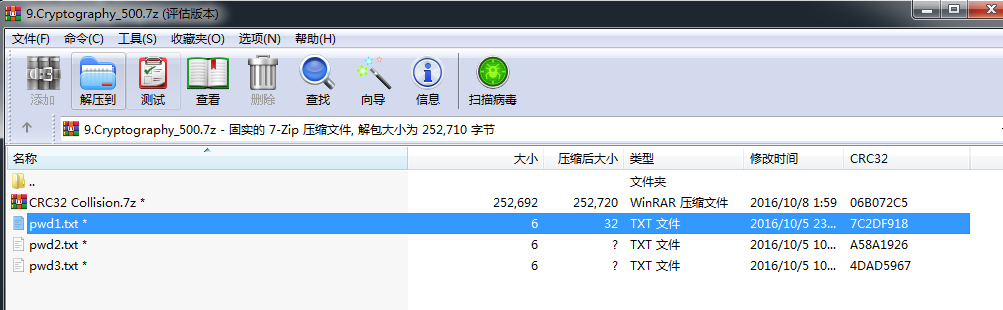 9.Cryptography_500.7z (评估版本)
文件(F) 命令(C) 工具(S) 收藏夹(O) 选项(N) 帮助(H)
添加 解压到 测试 查看 删除 查找 向导 信息 扫描病毒
9.Cryptography_500.7z - 固实的 7-Zip 压缩文件, 解包大小为 252,710 字节
名称 大小 压缩后大小 类型 修改时间 CRC32
.. 文件夹
CRC32 Collision.7z * 252,692 252,720 WinRAR 压缩文件 2016/10/8 1:59 06B072C5
pwd1.txt * 6 32 TXT 文件 2016/10/5 23... 7C2DF918
pwd2.txt * 6 ? TXT 文件 2016/10/5 10... A58A1926
pwd3.txt * 6 ? TXT 文件 2016/10/5 10... 4DAD5967